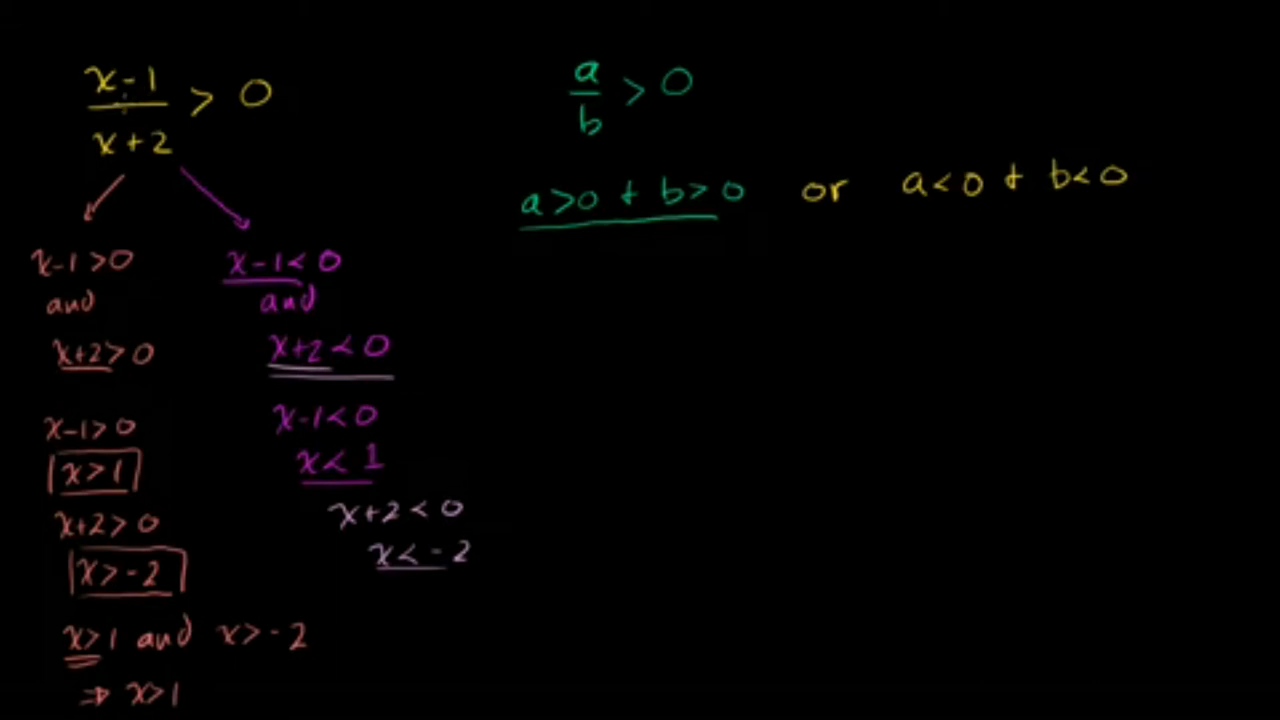 x-1
x+2 > 0
x-1 >0
and
x+2 > 0
x-1 > 0
x > 1
x+2 > 0
x > -2
x > 1 and x > -2
⇒ x>1
x-1 < 0
and
x+2 < 0
x-1 < 0
x < 1
x+2 < 0
x < -2
a
b > 0
a >0 + b > 0 or a < 0 + b < 0